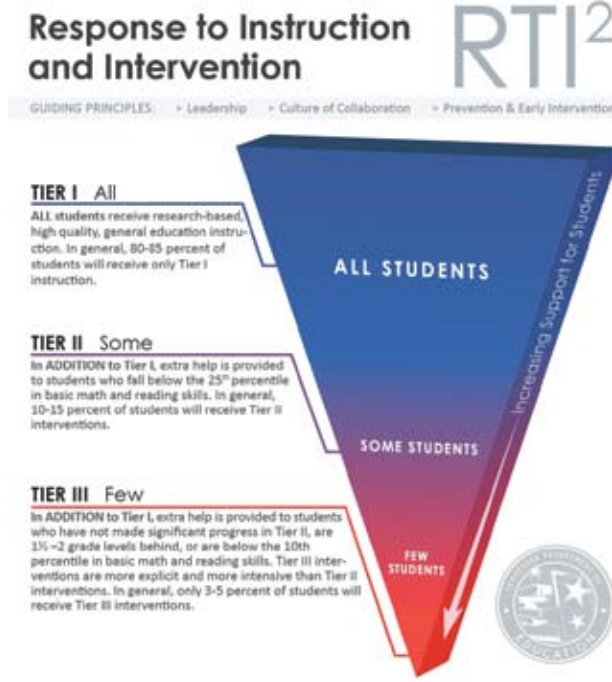 Response to Instruction
and Intervention
RTI²
GUIDING PRINCIPLES: • Leadership • Culture of Collaboration • Prevention & Early Intervention
TIER I All
ALL students receive research-based,
high quality, general education instru-
ction. In general, 80-85 percent of
students will receive only Tier I
instruction.
ALL STUDENTS
Increasing Support for Students
TIER II Some
In ADDITION to Tier I, extra help is provided
to students who fall below the 25th percentile
in basic math and reading skills. In general,
10-15 percent of students will receive Tier II
interventions.
SOME STUDENTS
TIER III Few
In ADDITION to Tier I, extra help is provided to students
who have not made significant progress in Tier II, are
1½ –2 grade levels behind, or are below the 10th
percentile in basic math and reading skills. Tier III inter-
ventions are more explicit and more intensive than Tier II
interventions. In general, only 3-5 percent of students will
receive Tier III interventions.
FEW
STUDENTS
EDUCATION